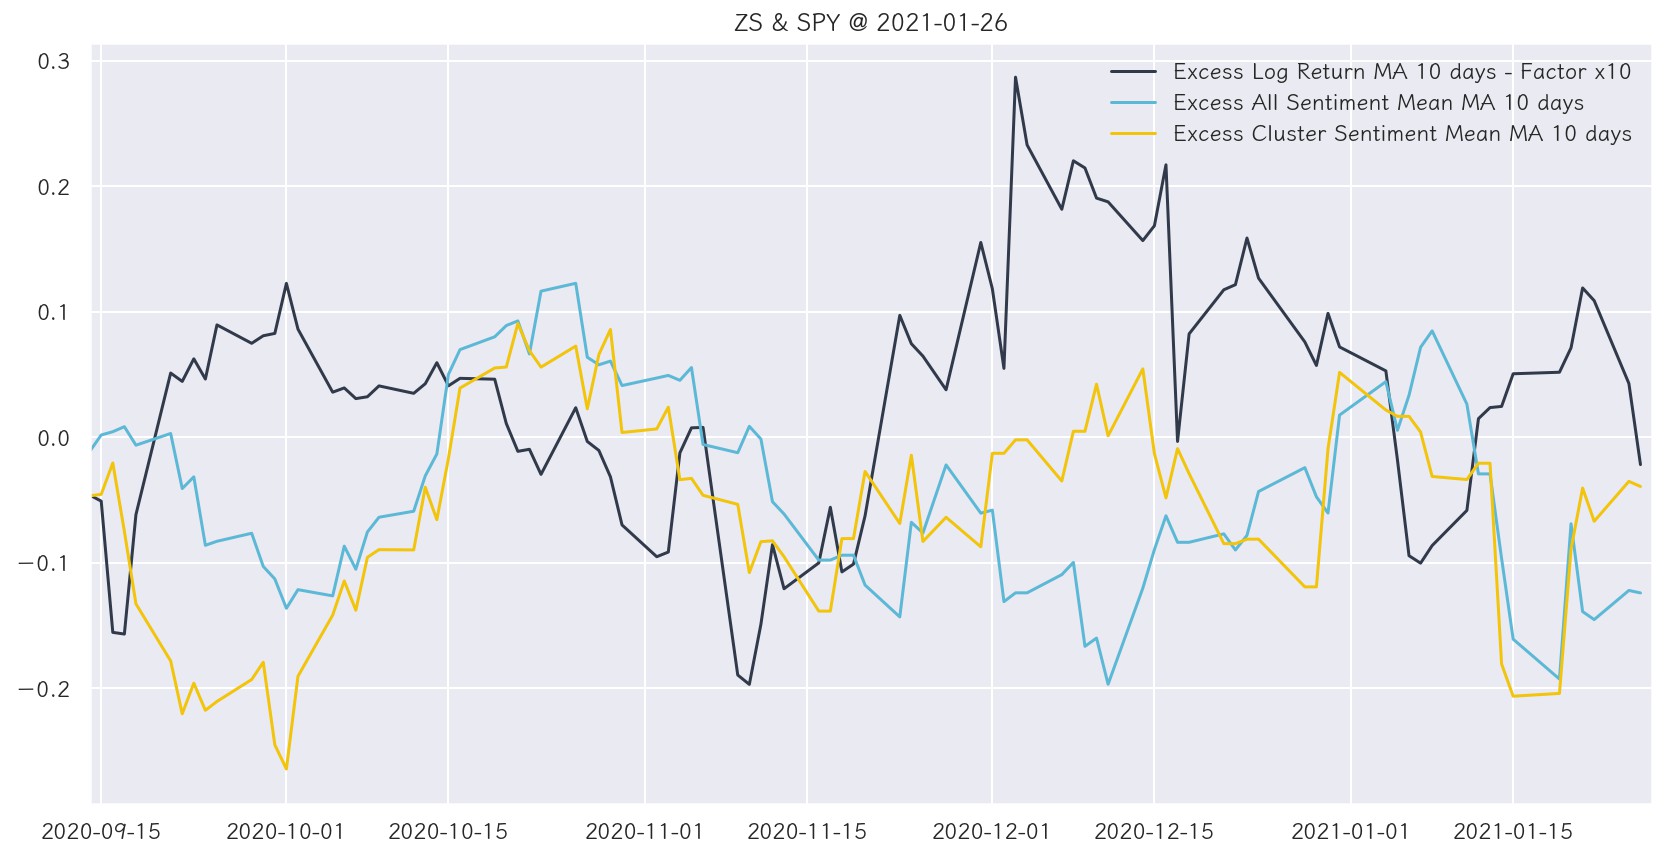 ZS & SPY @ 2021-01-26
Excess Log Return MA 10 days - Factor x10
Excess All Sentiment Mean MA 10 days
Excess Cluster Sentiment Mean MA 10 days
0.3
0.2
0.1
0.0
−0.1
−0.2
2020-09-15 2020-10-01 2020-10-15 2020-11-01 2020-11-15 2020-12-01 2020-12-15 2021-01-01 2021-01-15